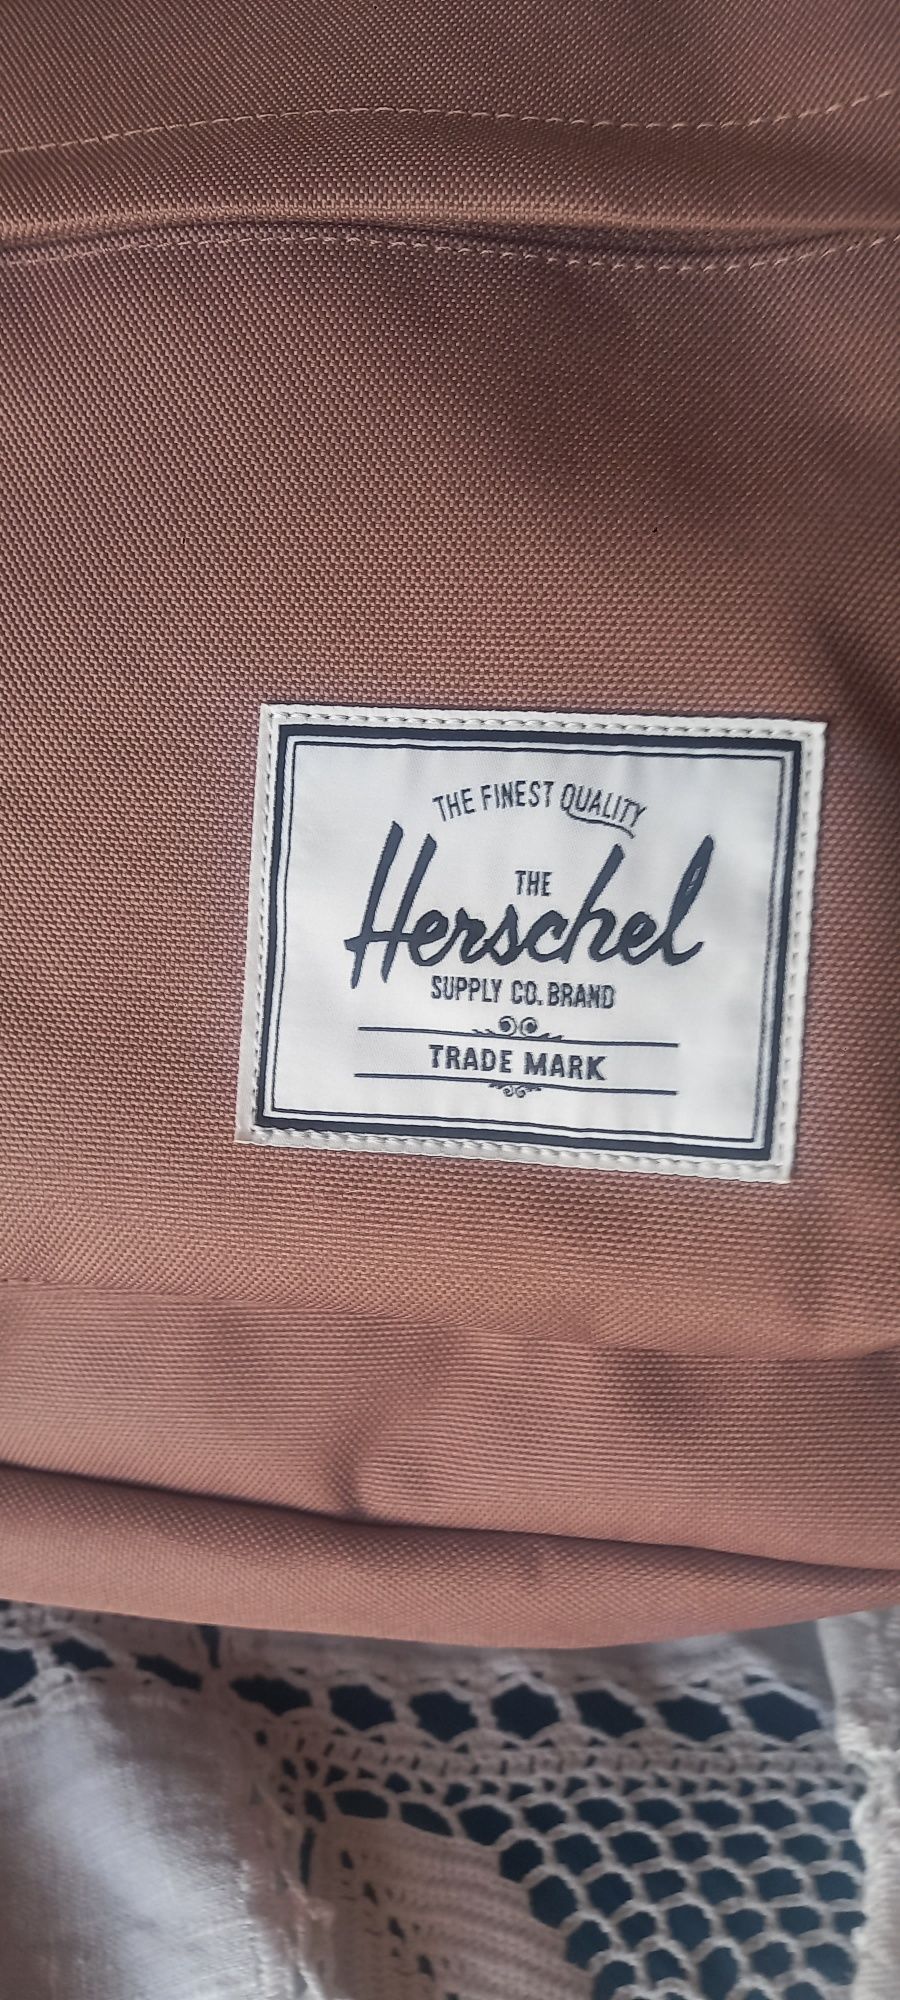 THE FINEST QUALITY
THE
Herschel
SUPPLY CO. BRAND
TRADE MARK